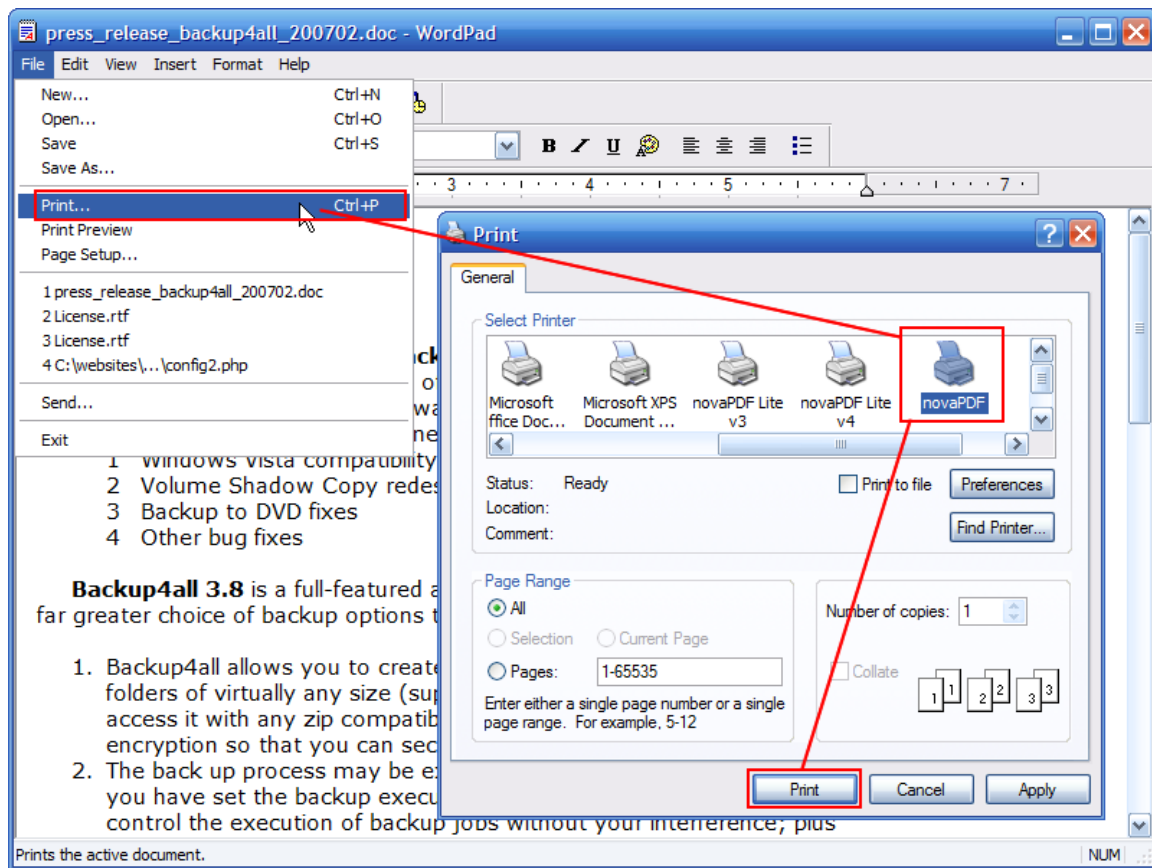 press_release_backup4all_200702.doc - WordPad
File Edit View Insert Format Help
New... Ctrl+N
Open... Ctrl+O
Save Ctrl+S
Save As...
Print... Ctrl+P
Print Preview
Page Setup...
1 press_release_backup4all_200702.doc
2 License.rtf
3 License.rtf
4 C:\websites\...\config2.php
Send...
Exit
B U
3 4 5 7
1 Windows Vista compatibility
2 Volume Shadow Copy redes
3 Backup to DVD fixes
4 Other bug fixes
Backup4all 3.8 is a full-featured a
far greater choice of backup options t
1. Backup4all allows you to create
folders of virtually any size (sup
access it with any zip compatib
encryption so that you can sec
2. The back up process may be ex
you have set the backup execu
control the execution of backup jobs without your interference; plus
Print
General
Select Printer
Microsoft
ffice Doc...
Microsoft XPS
Document ...
novaPDF Lite
v3
novaPDF Lite
v4
novaPDF
Status: Ready
Location:
Comment:
Print to file
Preferences
Find Printer...
Page Range
All
Selection Current Page
Pages: 1-65535
Enter either a single page number or a single
page range. For example, 5-12
Number of copies: 1
Collate
1 1 2 2 3 3
Print Cancel Apply
Prints the active document. NUM